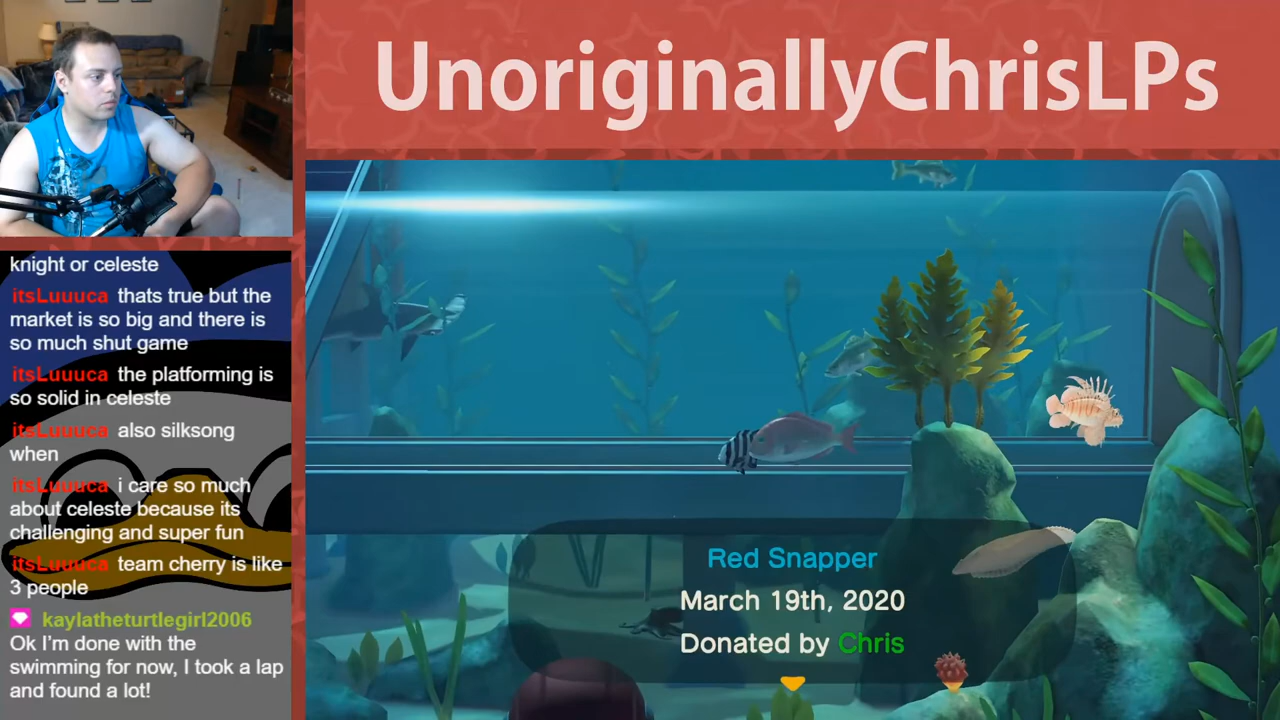 UnoriginallyChrisLPs
knight or celeste
itsLuuuca thats true but the
market is so big and there is
so much shut game
itsLuuuca the platforming is
so solid in celeste
itsLuuuca also silksong
when
itsLuuuca i care so much
about celeste because its
challenging and super fun
itsLuuuca team cherry is like
3 people
kaylatheturtlegirl2006
Ok I'm done with the
swimming for now, I took a lap
and found a lot!
Red Snapper
March 19th, 2020
Donated by Chris